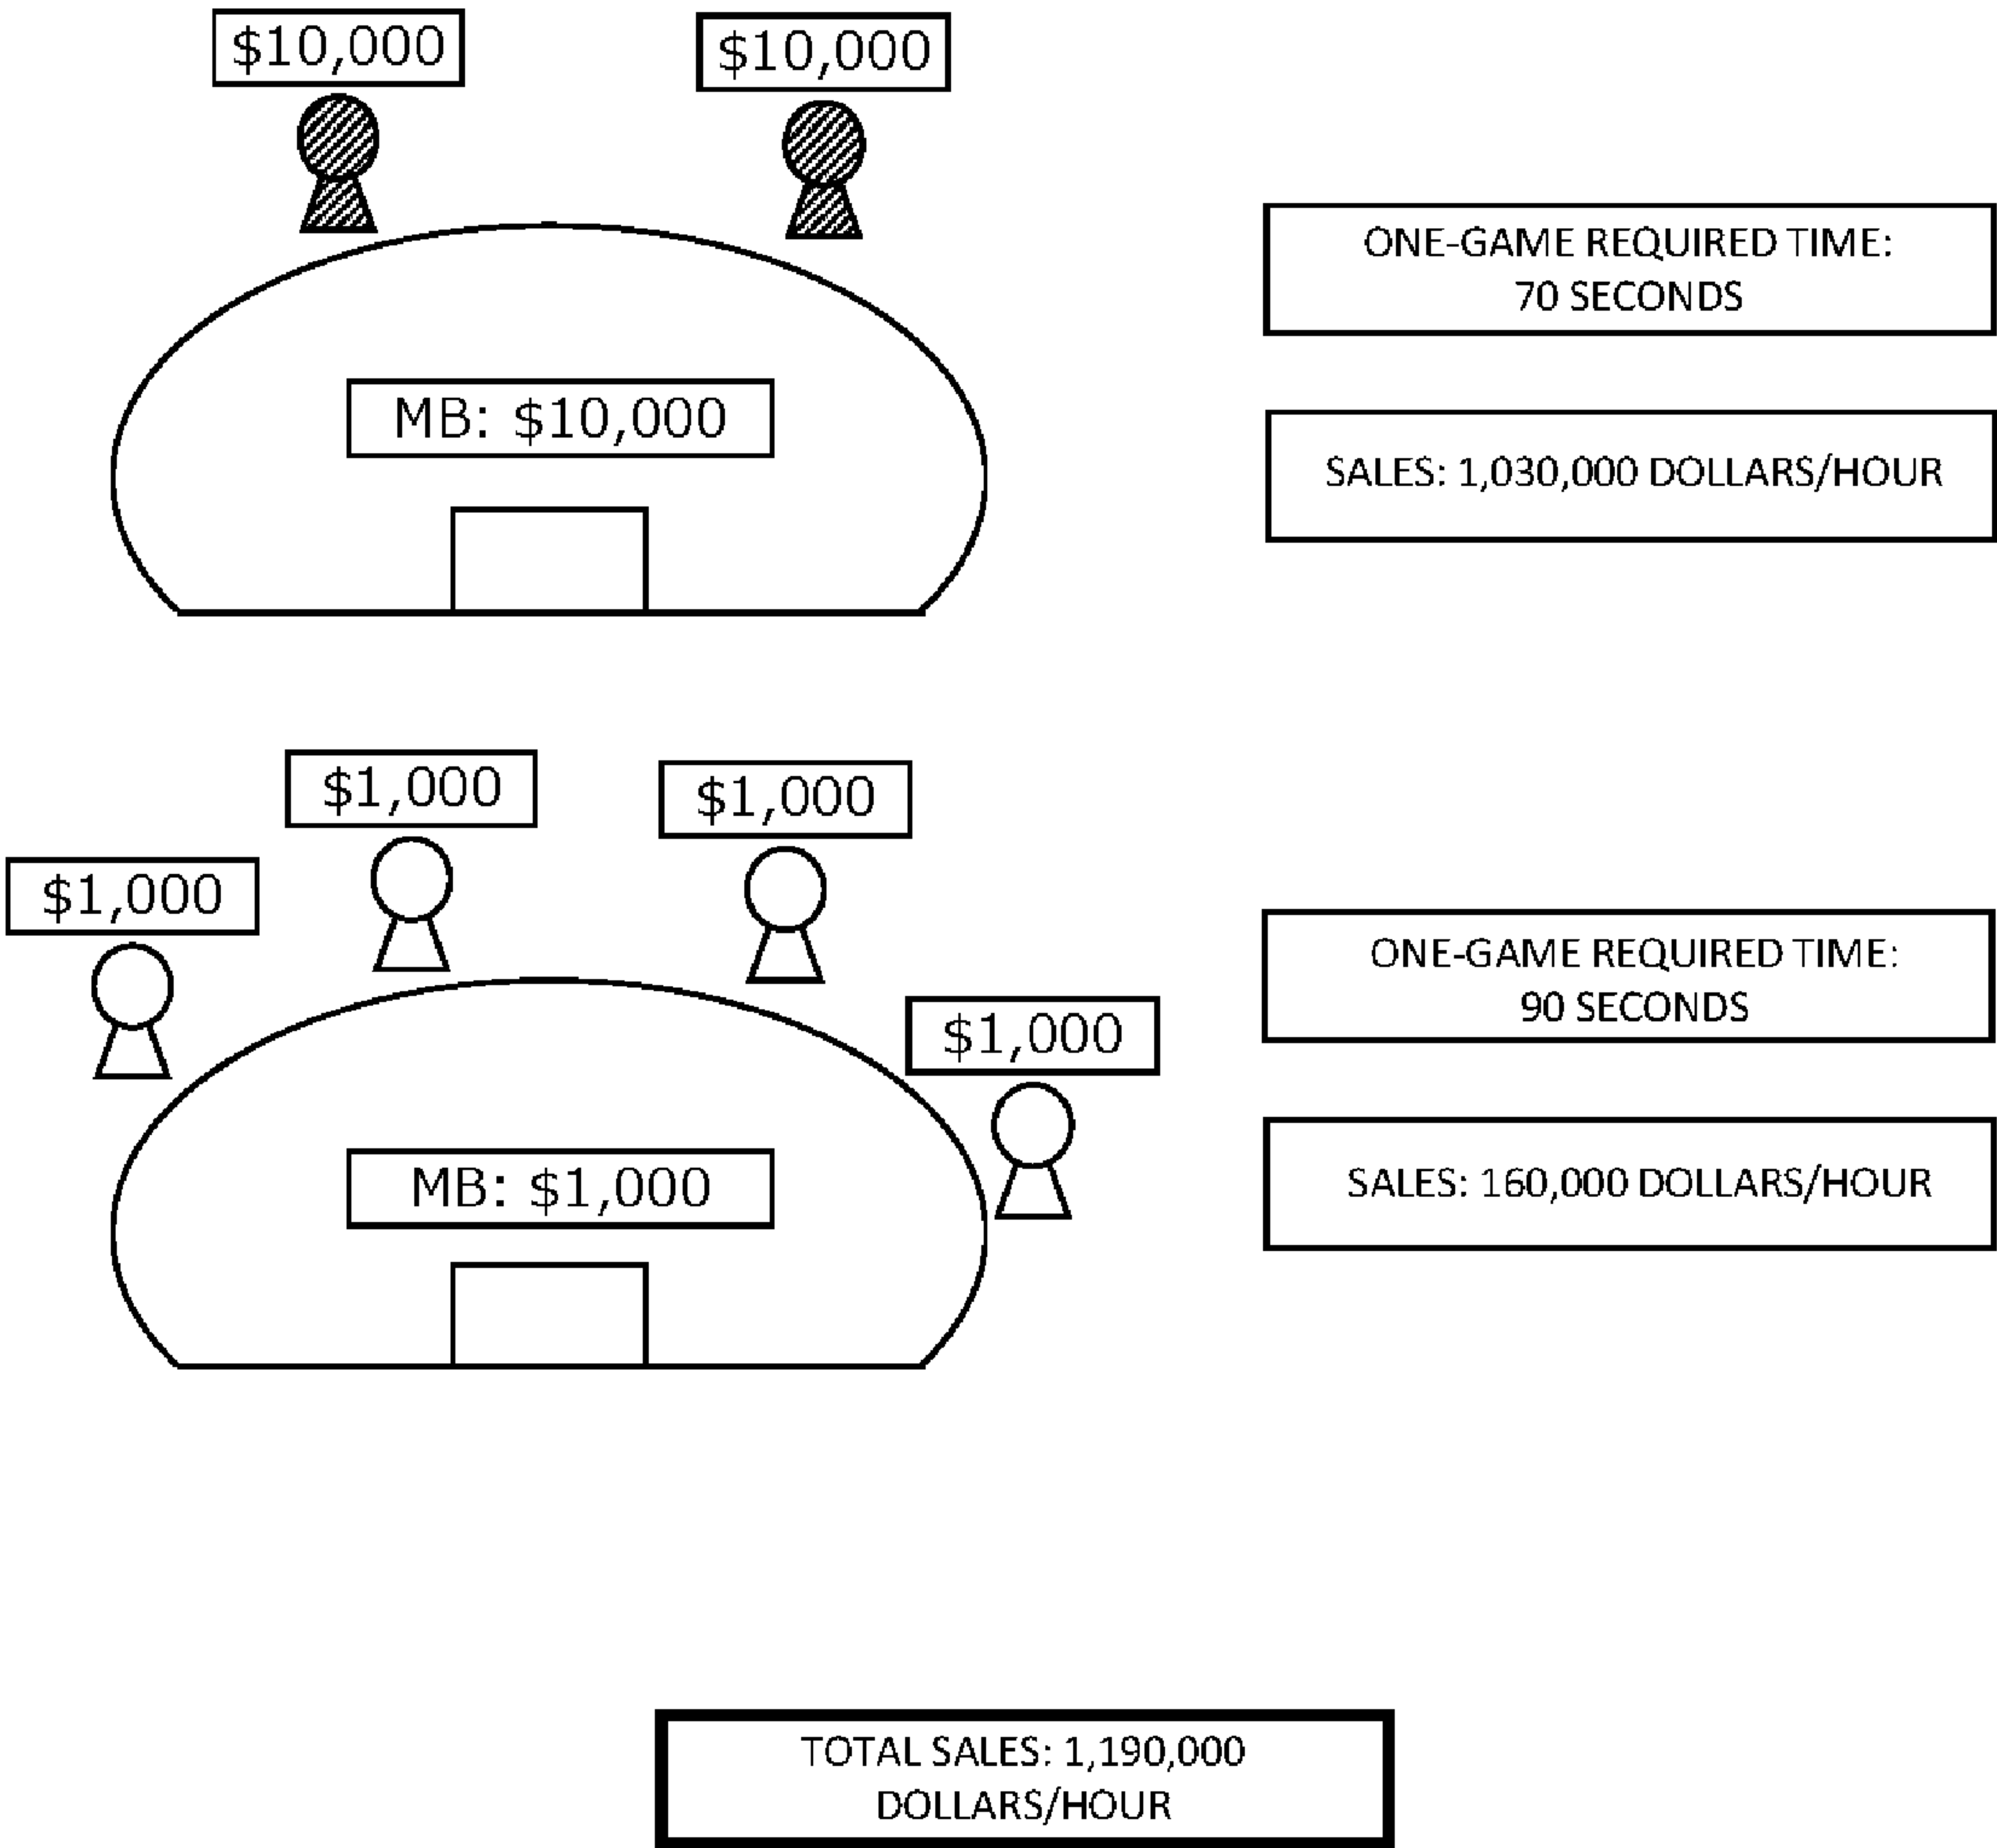 $10,000
$10,000
ONE-GAME REQUIRED TIME:
70 SECONDS
MB: $10,000
SALES: 1,030,000 DOLLARS/HOUR
$1,000
$1,000
$1,000
$1,000
ONE-GAME REQUIRED TIME:
90 SECONDS
MB: $1,000
SALES: 160,000 DOLLARS/HOUR
TOTAL SALES: 1,190,000
DOLLARS/HOUR